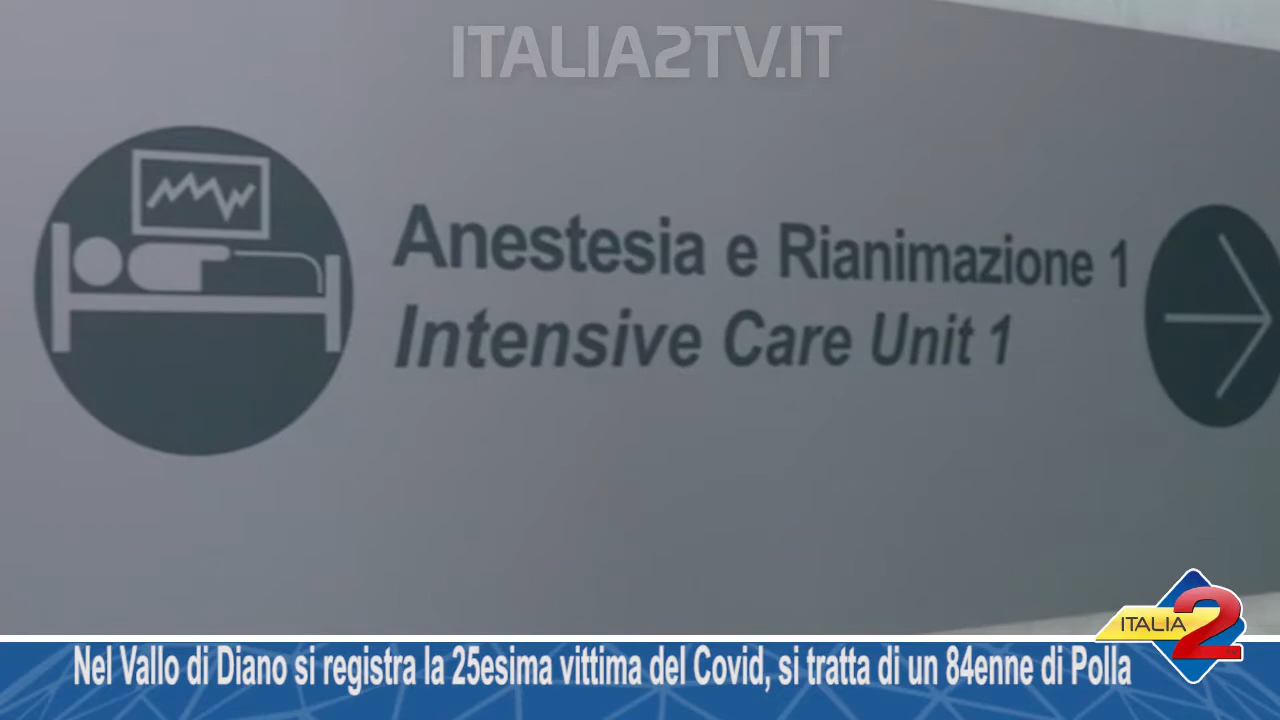 ITALIA2TV.IT
Anestesia e Rianimazione 1
Intensive Care Unit 1
ITALIA 2
Nel Vallo di Diano si registra la 25esima vittima del Covid, si tratta di un 84enne di Polla